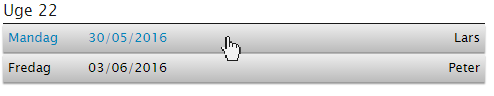 Uge 22
Mandag 30/05/2016 Lars
Fredag 03/06/2016 Peter